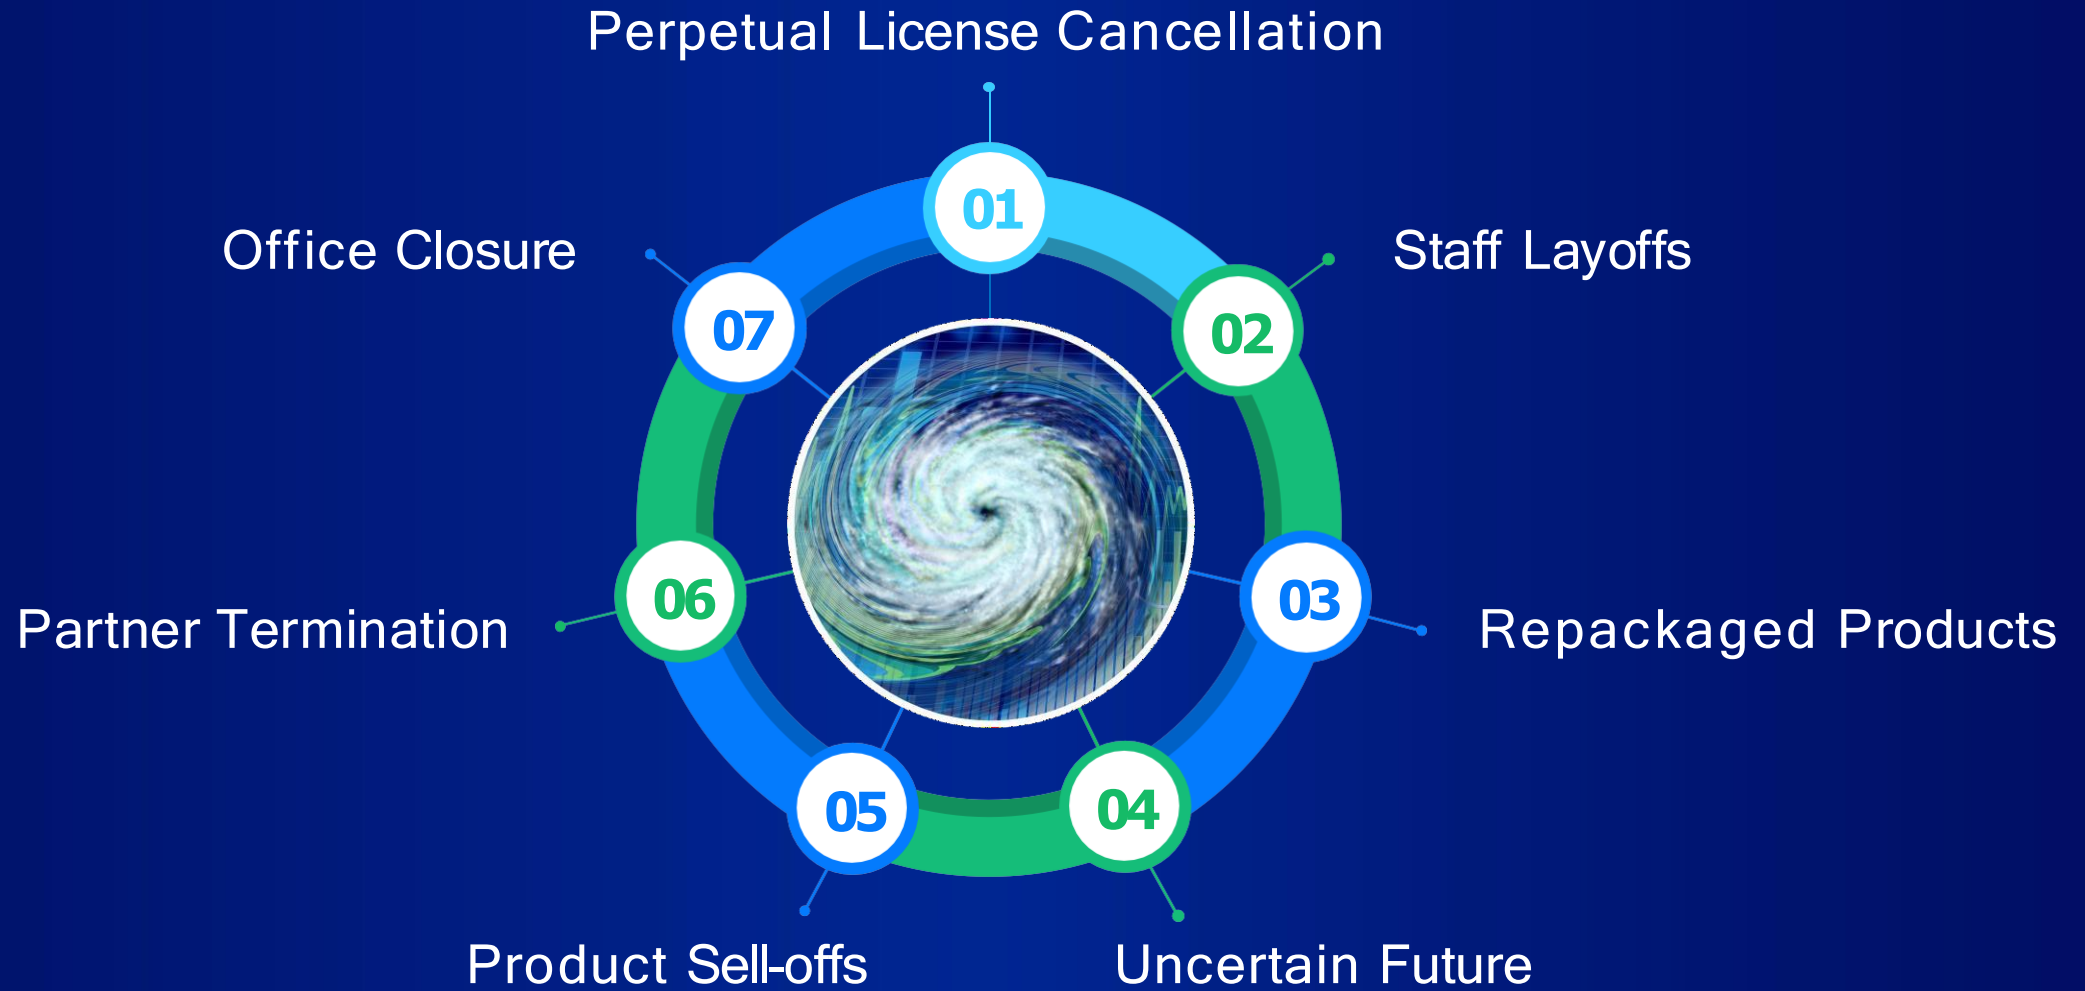 Perpetual License Cancellation
01
Office Closure
Staff Layoffs
07
02
06
03
Partner Termination
Repackaged Products
05
04
Product Sell-offs
Uncertain Future